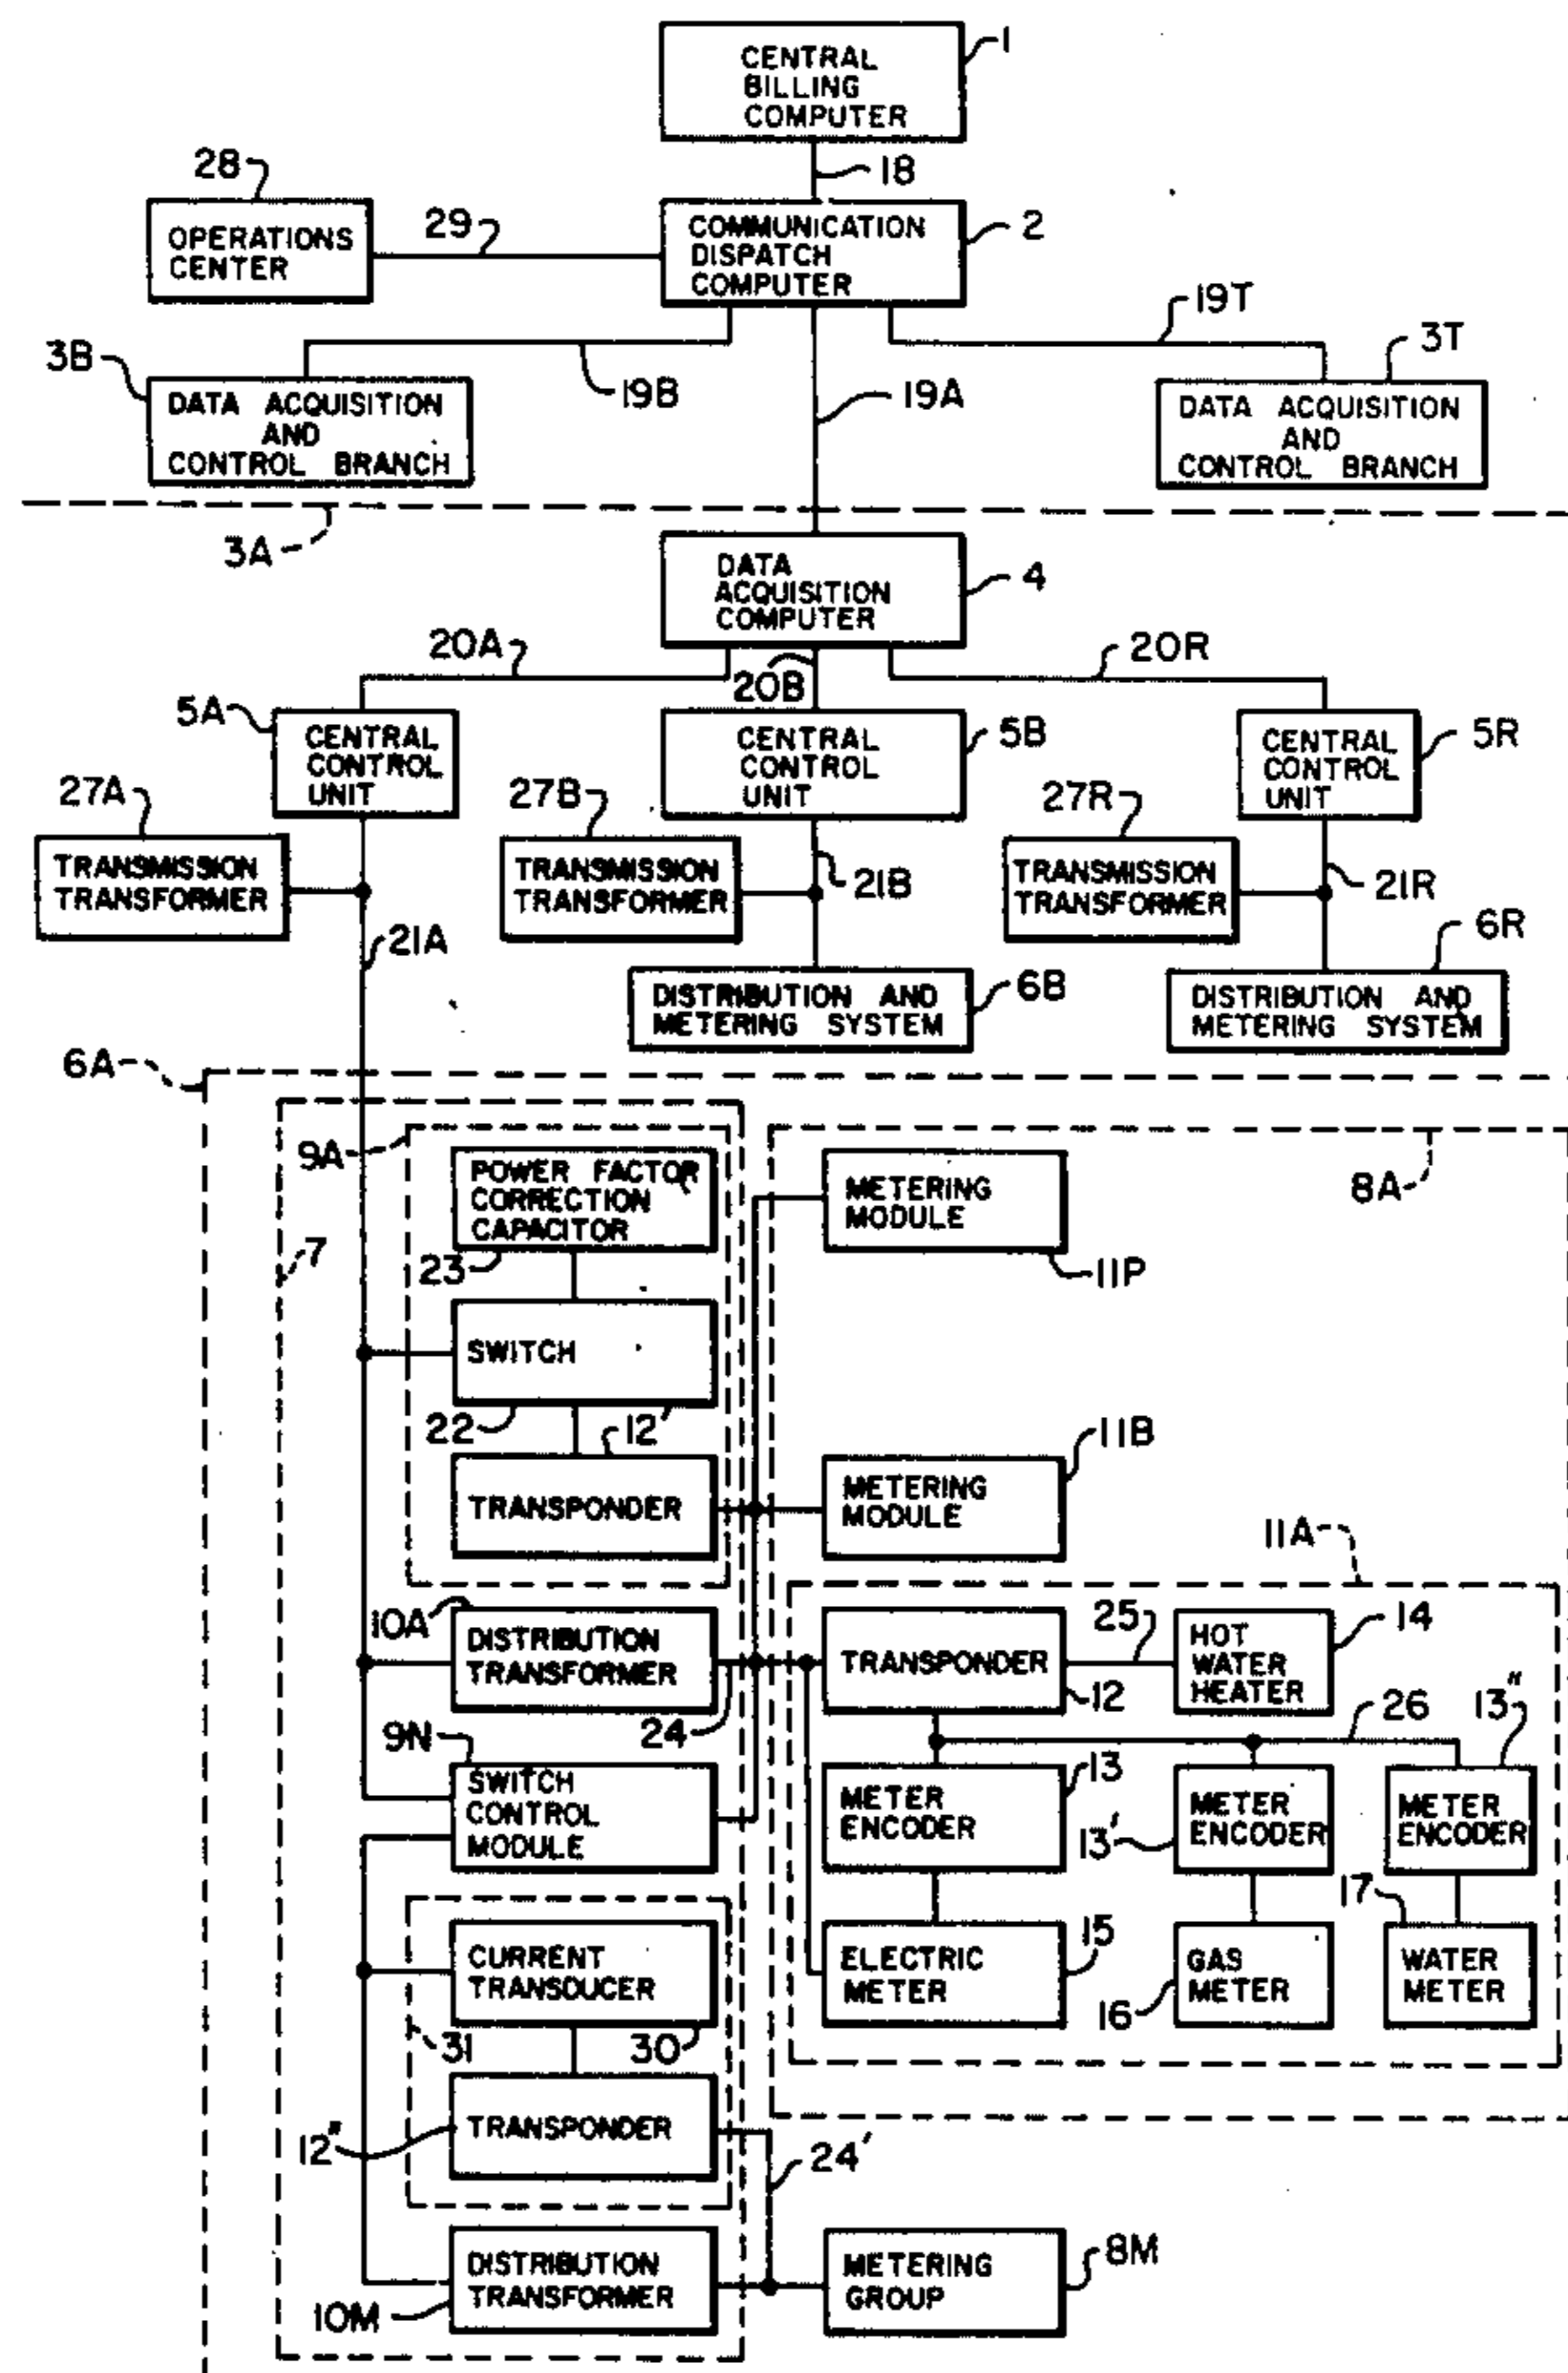 CENTRAL
BILLING
COMPUTER
1
18
28
OPERATIONS
CENTER
29
COMMUNICATION
DISPATCH
COMPUTER
2
19T
3B
DATA ACQUISITION
AND
CONTROL BRANCH
19B
19A
3T
DATA ACQUISITION
AND
CONTROL BRANCH
3A
DATA
ACQUISITION
COMPUTER
4
20A
20B
20R
5A
CENTRAL
CONTROL
UNIT
CENTRAL
CONTROL
UNIT
5B
CENTRAL
CONTROL
UNIT
5R
27A
TRANSMISSION
TRANSFORMER
27B
TRANSMISSION
TRANSFORMER
21B
27R
TRANSMISSION
TRANSFORMER
21R
21A
DISTRIBUTION AND
METERING SYSTEM
6B
DISTRIBUTION AND
METERING SYSTEM
6R
6A
7
9A
POWER FACTOR
CORRECTION
CAPACITOR
23
METERING
MODULE
11P
8A
SWITCH
22
12'
TRANSPONDER
METERING
MODULE
11B
11A
10A
DISTRIBUTION
TRANSFORMER
24
TRANSPONDER
12
25
HOT
WATER
HEATER
14
26
9N
SWITCH
CONTROL
MODULE
METER
ENCODER
13
13'
METER
ENCODER
13"
METER
ENCODER
CURRENT
TRANSDUCER
31
30
ELECTRIC
METER
15
GAS
METER
16
17
WATER
METER
12"
TRANSPONDER
24'
DISTRIBUTION
TRANSFORMER
10M
METERING
GROUP
8M